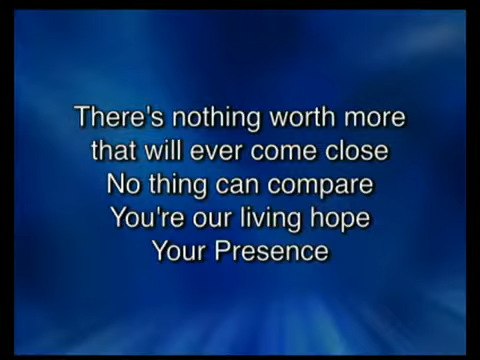 There's nothing worth more
that will ever come close
No thing can compare
You're our living hope
Your Presence